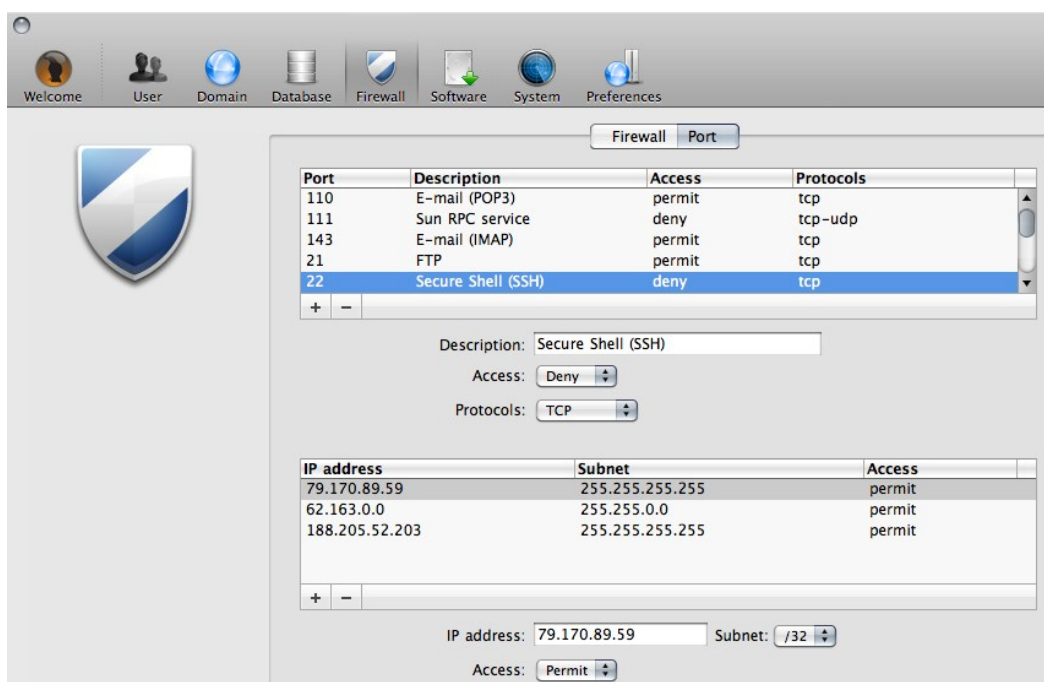 Welcome User Domain Database Firewall Software System Preferences
Firewall Port
Port Description Access Protocols
110 E-mail (POP3) permit tcp
111 Sun RPC service deny tcp-udp
143 E-mail (IMAP) permit tcp
21 FTP permit tcp
22 Secure Shell (SSH) deny tcp
+ −
Description: Secure Shell (SSH)
Access: Deny
Protocols: TCP
IP address Subnet Access
79.170.89.59 255.255.255.255 permit
62.163.0.0 255.255.0.0 permit
188.205.52.203 255.255.255.255 permit
+ −
IP address: 79.170.89.59 Subnet: /32
Access: Permit